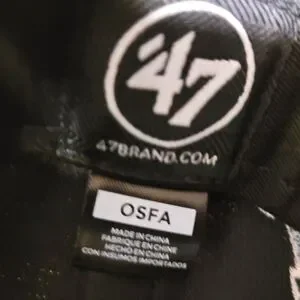 '47
47BRAND.COM
OSFA
MADE IN CHINA
FABRIQUE EN CHINE
HECHO EN CHINA
CON INSUMOS IMPORTADOS